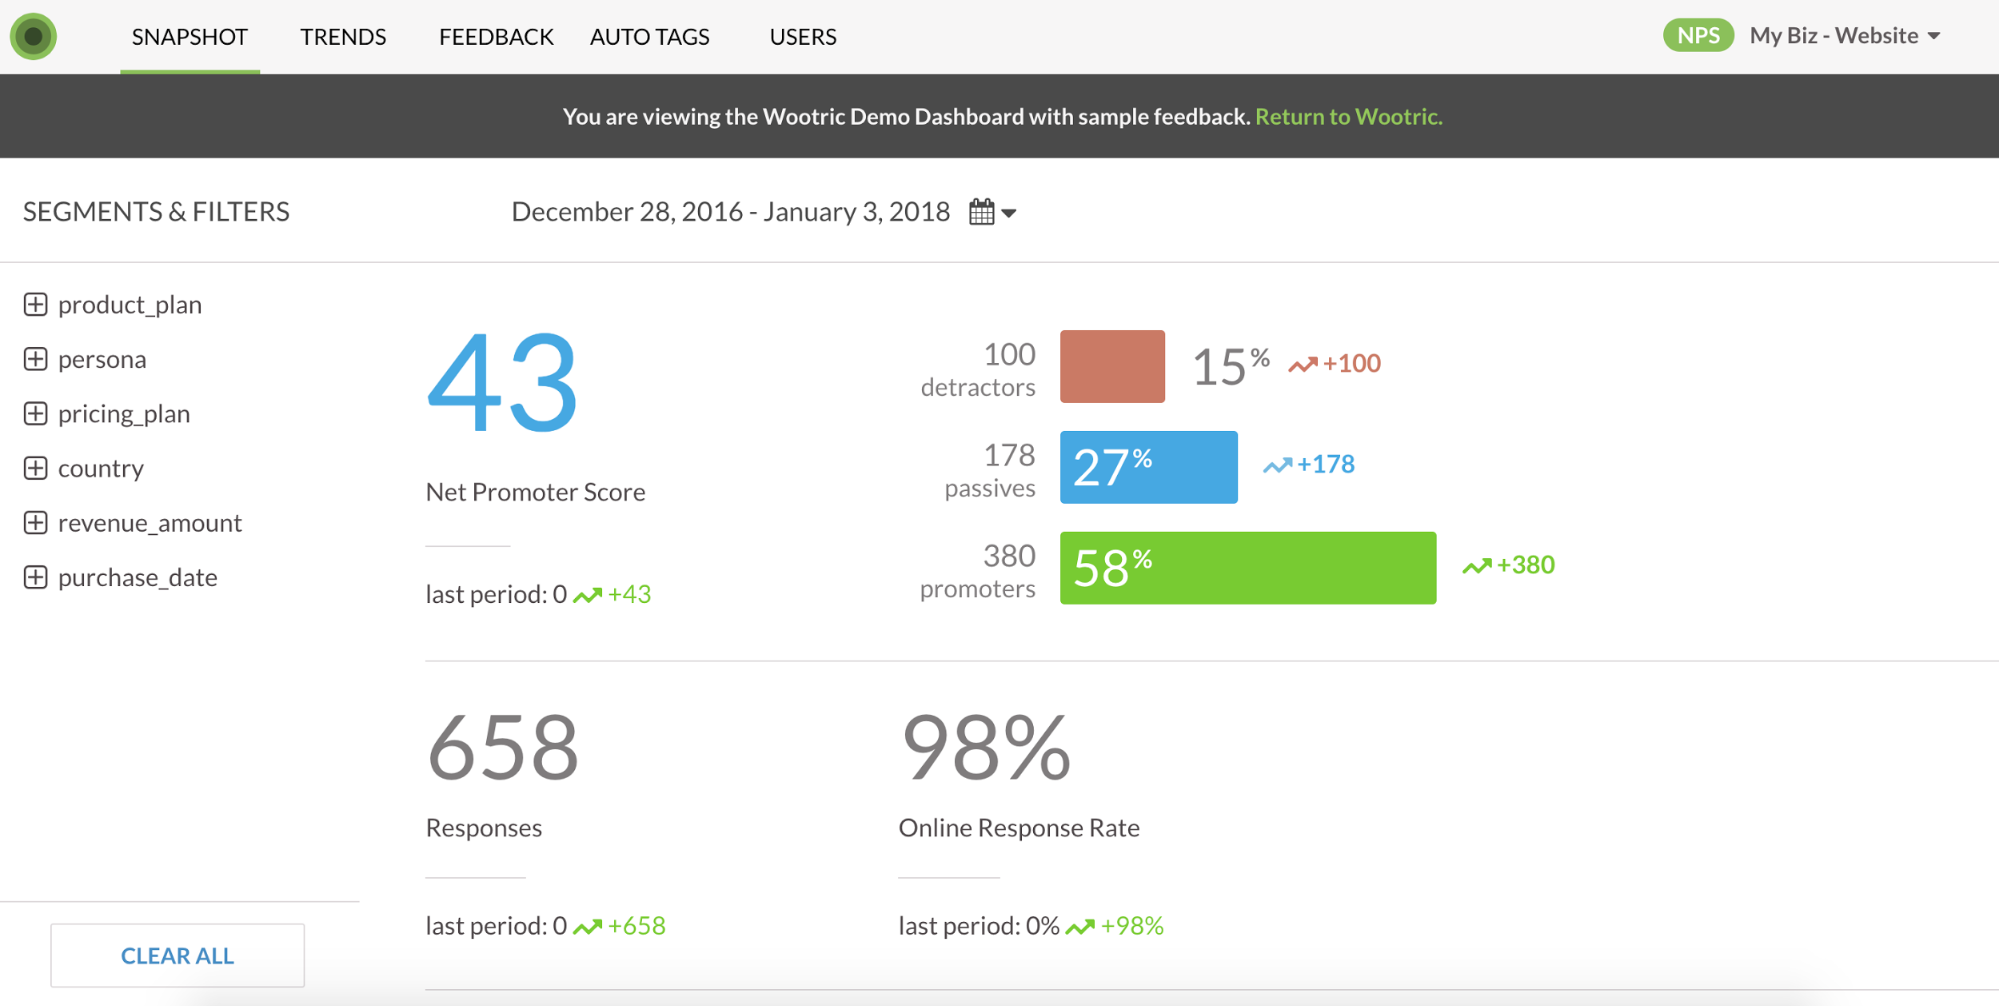 SNAPSHOT TRENDS FEEDBACK AUTO TAGS USERS NPS My Biz - Website
You are viewing the Wootric Demo Dashboard with sample feedback. Return to Wootric.
SEGMENTS & FILTERS
December 28, 2016 - January 3, 2018
product_plan
persona
pricing_plan
country
revenue_amount
purchase_date
CLEAR ALL
43
Net Promoter Score
last period: 0 +43
100
detractors
15% +100
178
passives
27% +178
380
promoters
58% +380
658
Responses
last period: 0 +658
98%
Online Response Rate
last period: 0% +98%